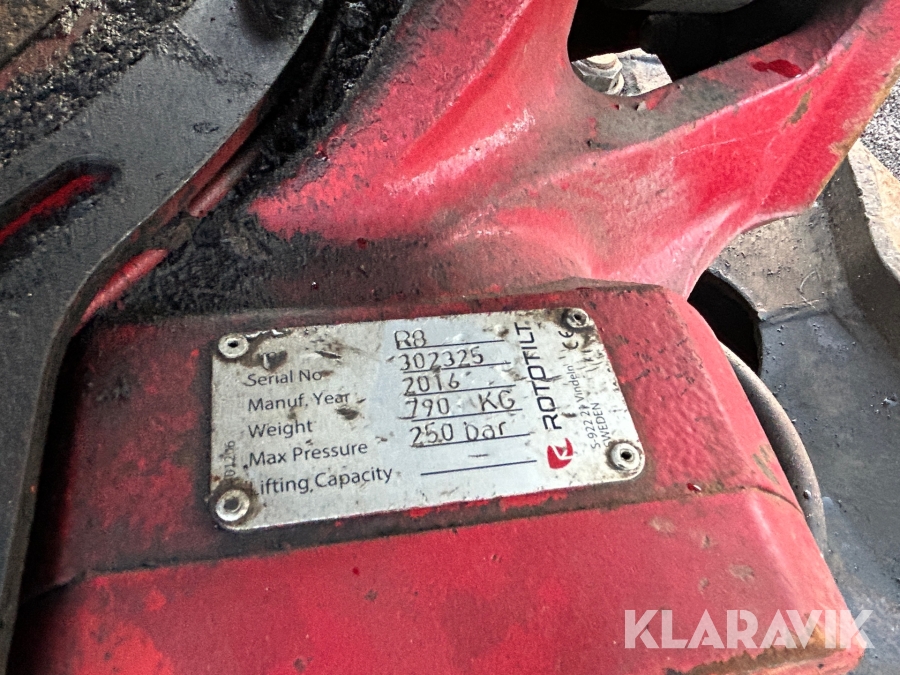 R8
Serial No 302325
Manuf. Year 2016
Weight 790 KG
Max Pressure 250 bar
Lifting Capacity
ROTOTILT
CE
Vindeln
SWEDEN
KLARAVIK